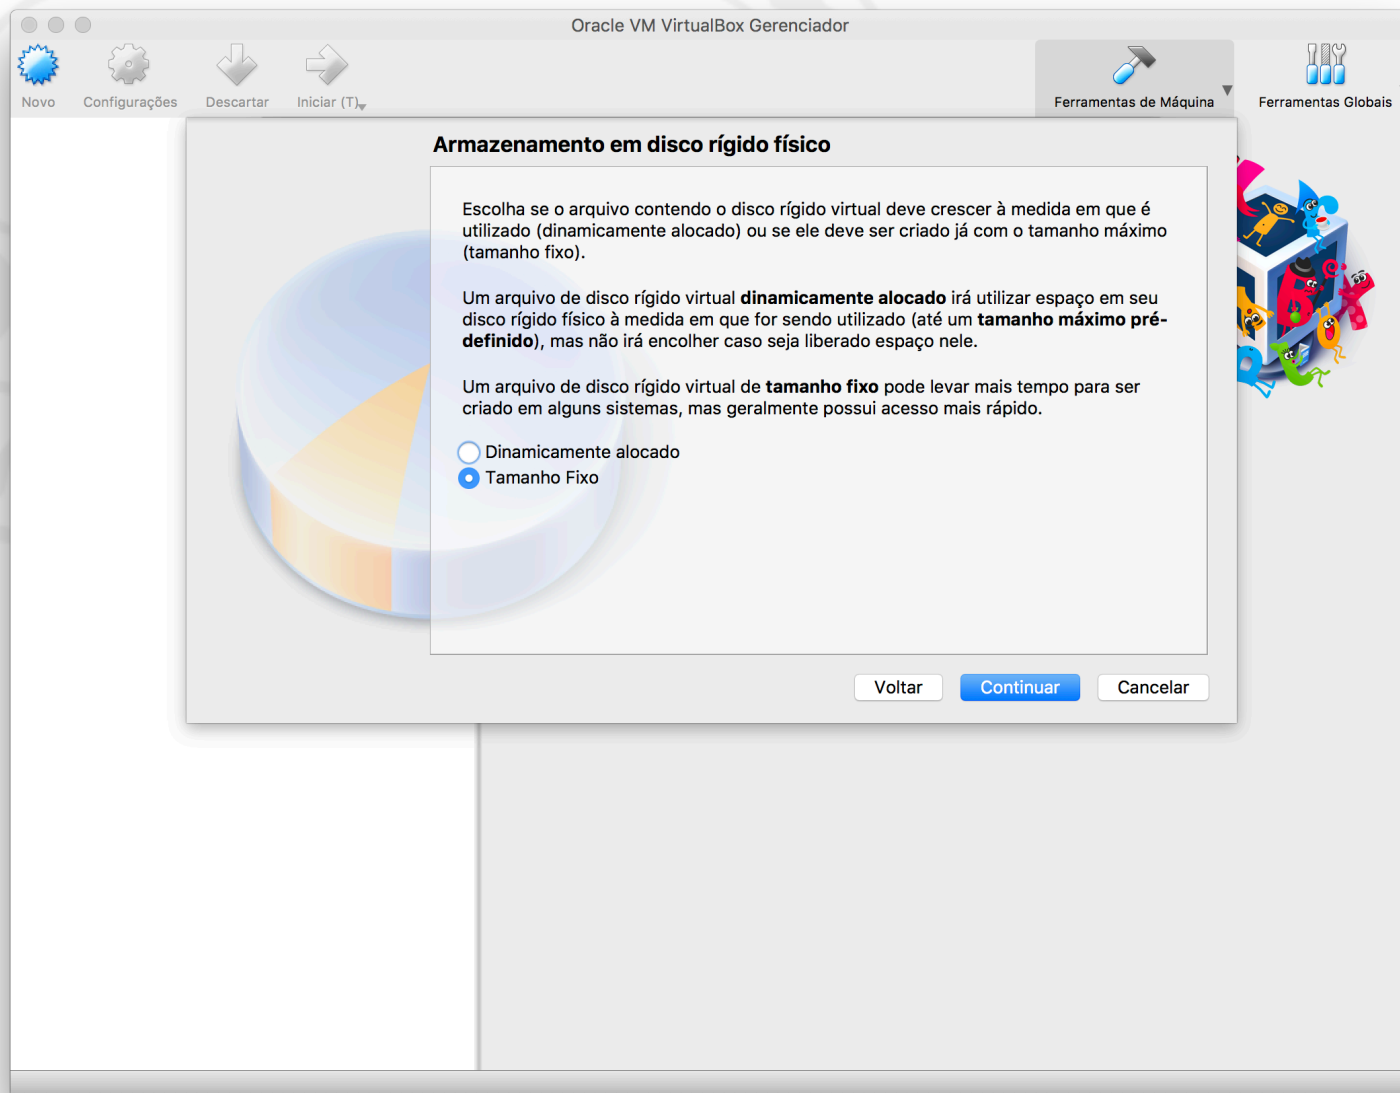 Oracle VM VirtualBox Gerenciador
Novo
Configurações
Descartar
Iniciar (T)
Ferramentas de Máquina
Ferramentas Globais
Armazenamento em disco rígido físico
Escolha se o arquivo contendo o disco rígido virtual deve crescer à medida em que é
utilizado (dinamicamente alocado) ou se ele deve ser criado já com o tamanho máximo
(tamanho fixo).
Um arquivo de disco rígido virtual dinamicamente alocado irá utilizar espaço em seu
disco rígido físico à medida em que for sendo utilizado (até um tamanho máximo pré-
definido), mas não irá encolher caso seja liberado espaço nele.
Um arquivo de disco rígido virtual de tamanho fixo pode levar mais tempo para ser
criado em alguns sistemas, mas geralmente possui acesso mais rápido.
Dinamicamente alocado
Tamanho Fixo
Voltar
Continuar
Cancelar